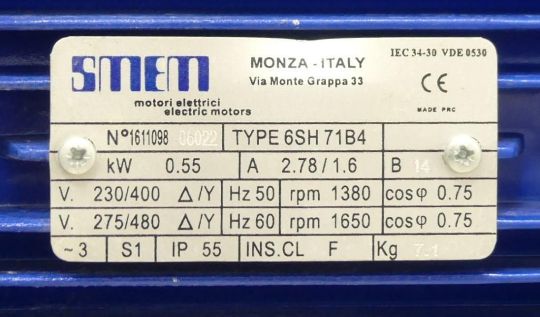 SMEM
motori elettrici
electric motors
MONZA - ITALY
Via Monte Grappa 33
IEC 34-30 VDE 0530
CE
MADE PRC
N° 1611098 06022 TYPE 6SH 71B4
kW 0.55 A 2.78/1.6 B 14
V. 230/400 Δ/Y Hz 50 rpm 1380 cosφ 0.75
V. 275/480 Δ/Y Hz 60 rpm 1650 cosφ 0.75
~3 S1 IP 55 INS.CL F Kg